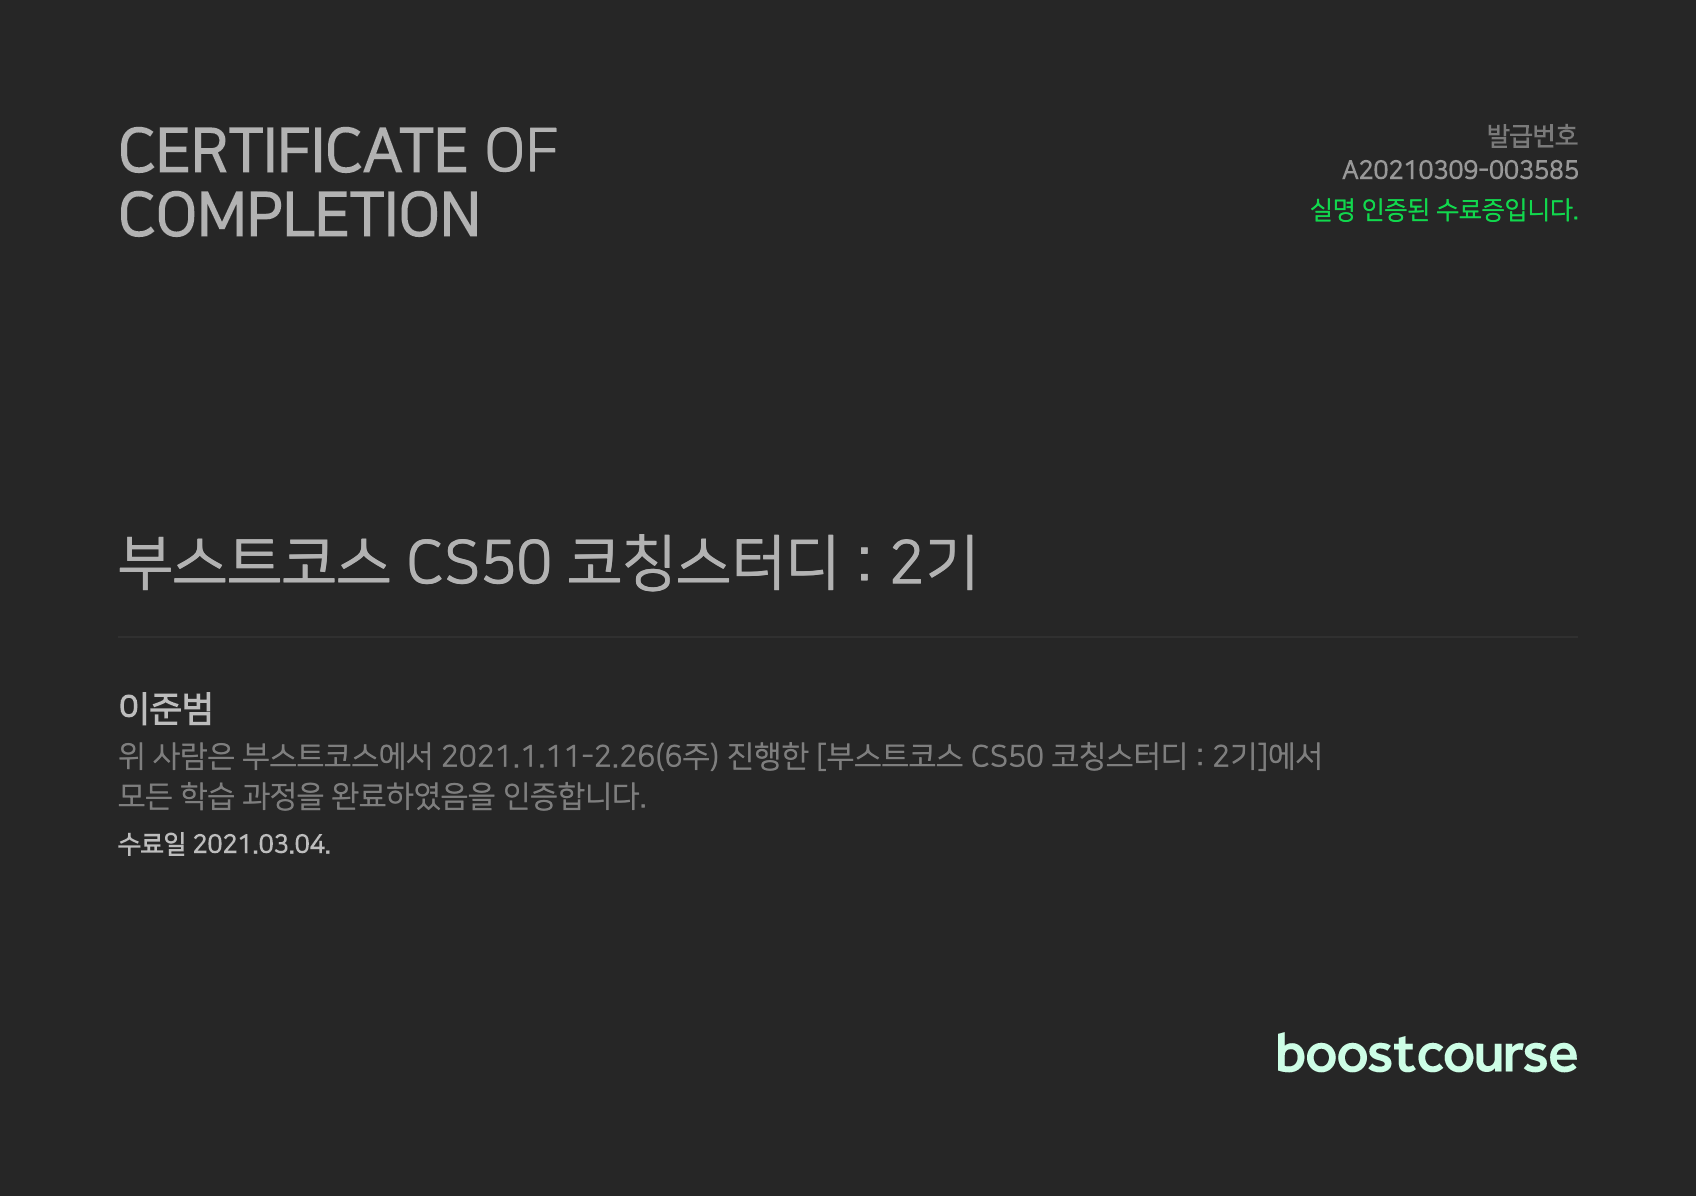 CERTIFICATE OF
COMPLETION
발급번호
A20210309-003585
실명 인증된 수료증입니다.
부스트코스 CS50 코칭스터디 : 2기
이준범
위 사람은 부스트코스에서 2021.1.11-2.26(6주) 진행한 [부스트코스 CS50 코칭스터디 : 2기]에서
모든 학습 과정을 완료하였음을 인증합니다.
수료일 2021.03.04.
boostcourse